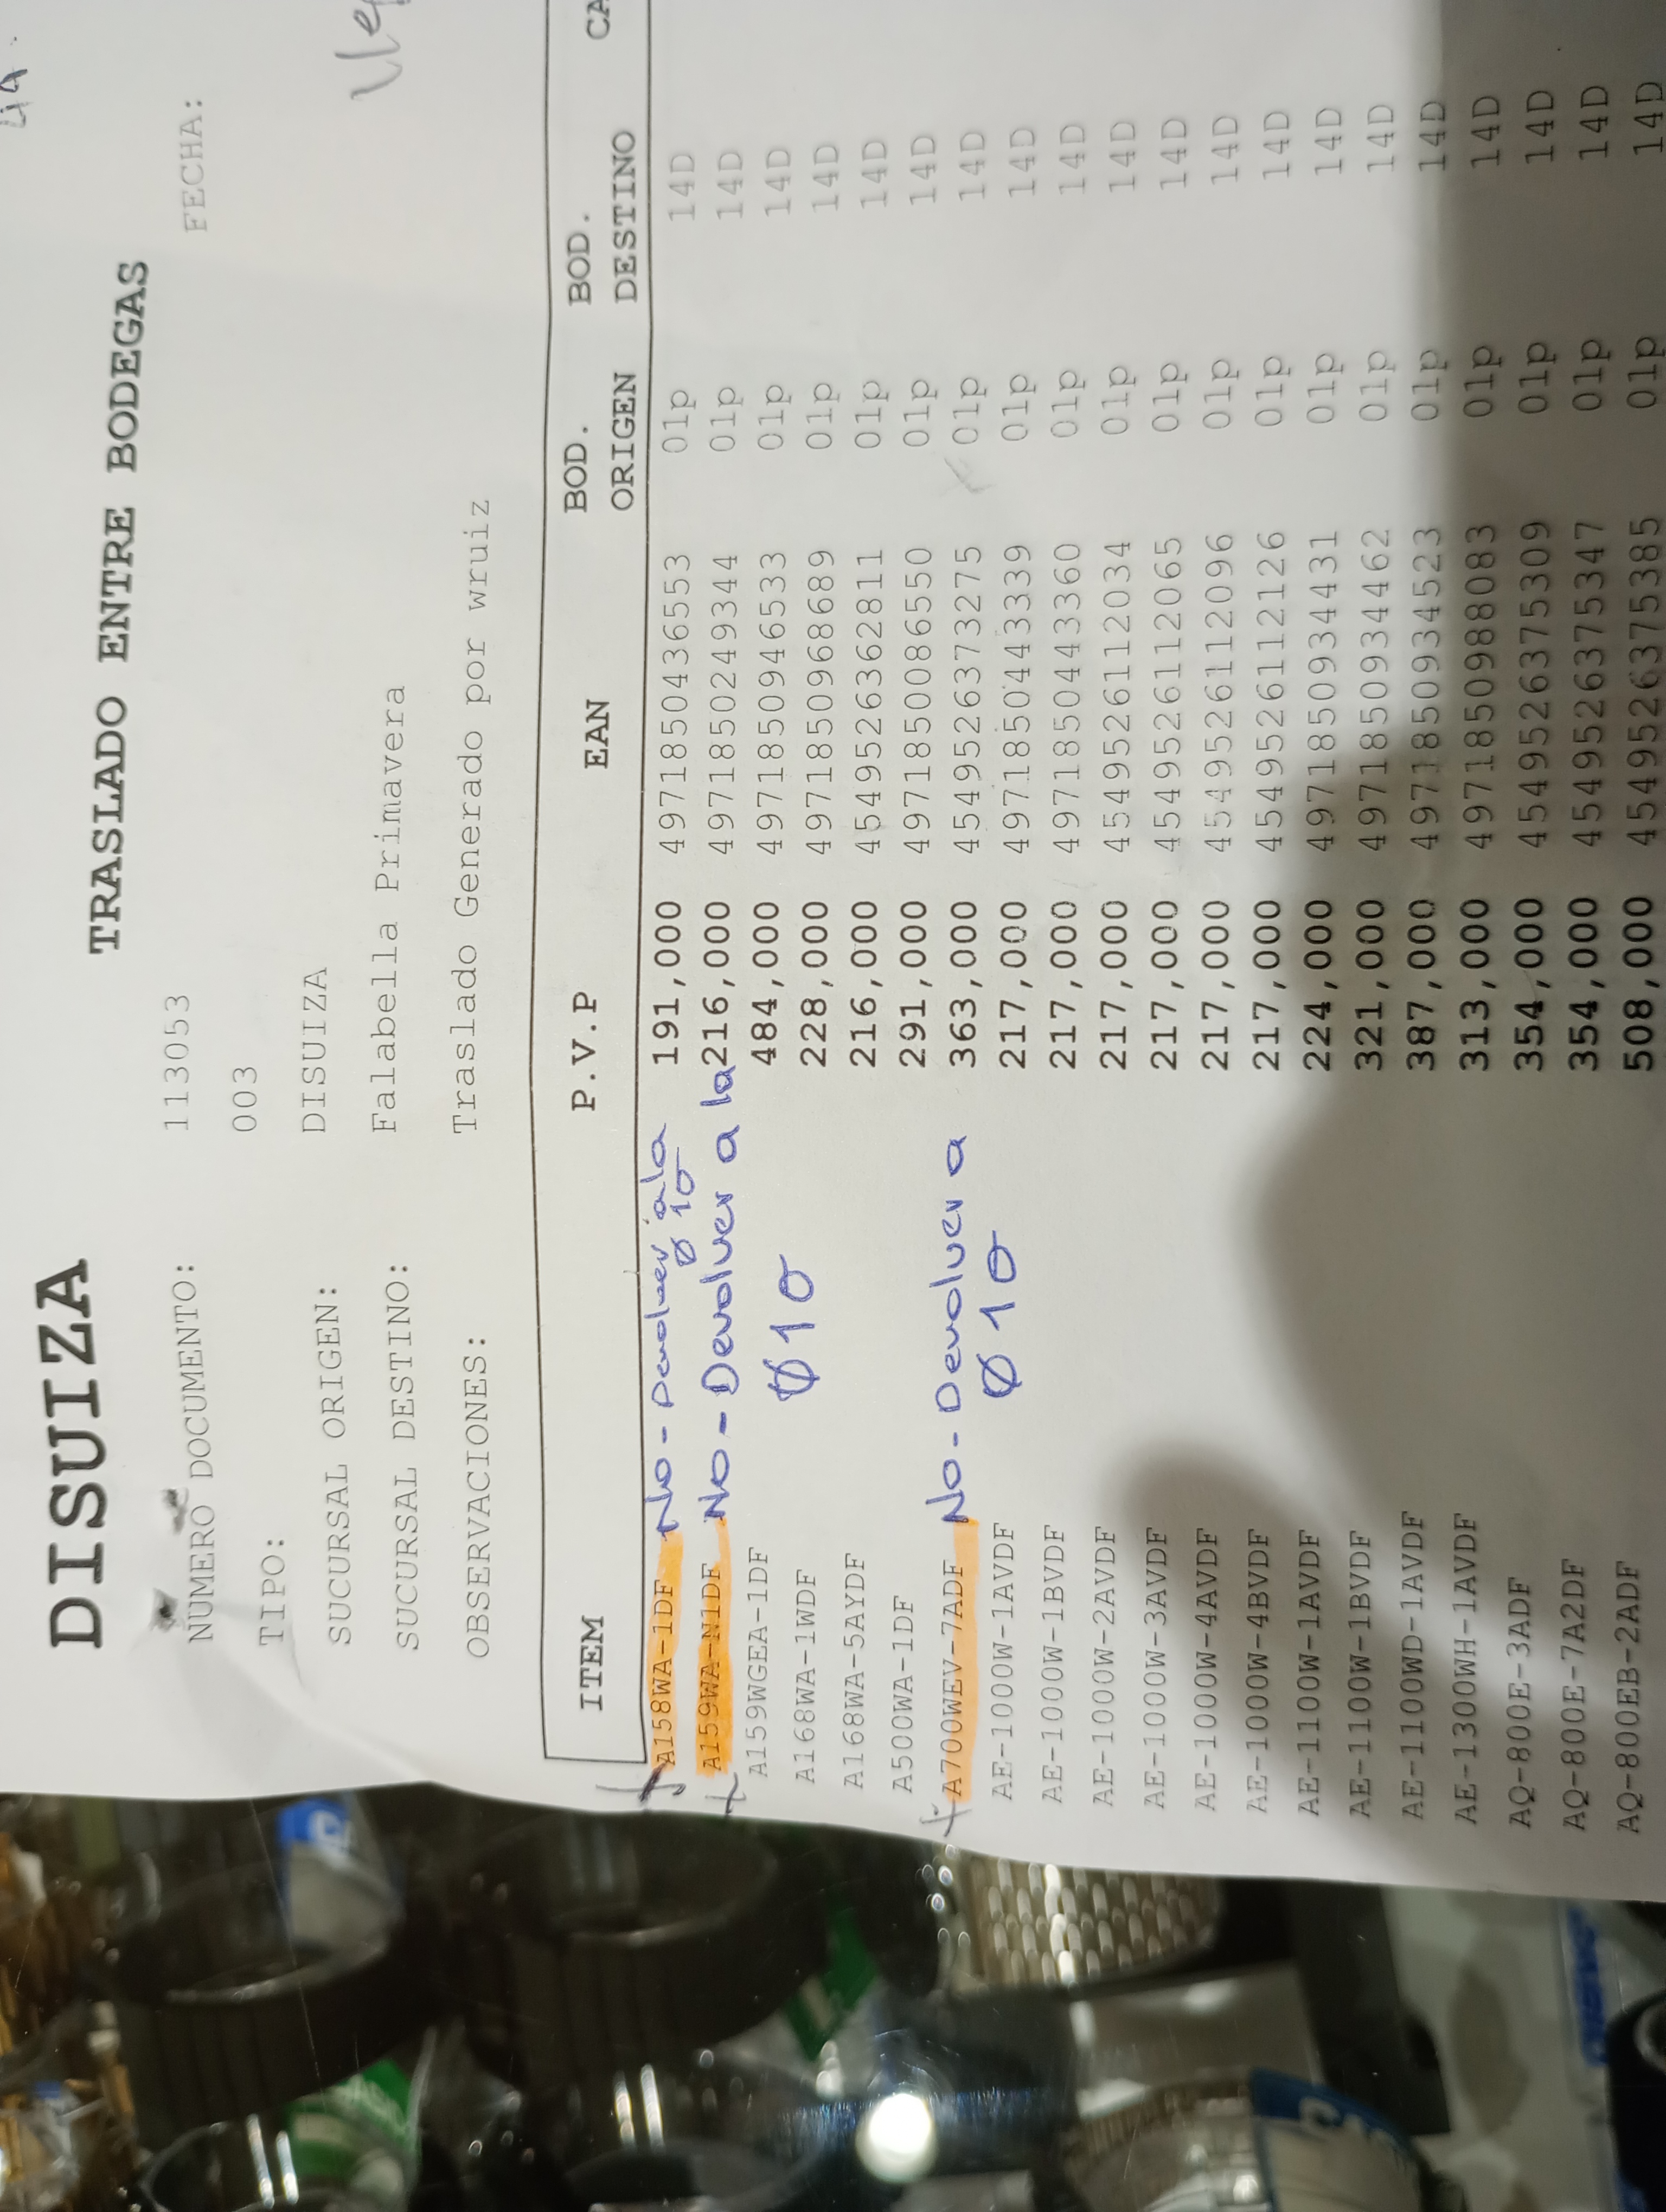 DISUIZA
TRASLADO ENTRE BODEGAS
NUMERO DOCUMENTO: 113053 FECHA:
TIPO: 003
SUCURSAL ORIGEN: DISUIZA
SUCURSAL DESTINO: Falabella Primavera
OBSERVACIONES: Traslado Generado por wruiz
ITEM P.V.P EAN BOD. ORIGEN BOD. DESTINO CA
A158WA-1DF No-Devolver a la 010 191,000 4971850436553 01p 14D
A159WA-N1DF No-Devolver a la 216,000 4971850249344 01p 14D
A159WGEA-1DF 010 484,000 4971850946533 01p 14D
A168WA-1WDF 228,000 4971850968689 01p 14D
A168WA-5AYDF 216,000 4549526362811 01p 14D
A500WA-1DF 291,000 4971850086550 01p 14D
A700WEV-7ADF No-Devolver a 363,000 4549526373275 01p 14D
AE-1000W-1AVDF 010 217,000 4971850443339 01p 14D
AE-1000W-1BVDF 217,000 4971850443360 01p 14D
AE-1000W-2AVDF 217,000 4549526112034 01p 14D
AE-1000W-3AVDF 217,000 4549526112065 01p 14D
AE-1000W-4AVDF 217,000 4549526112096 01p 14D
AE-1000W-4BVDF 217,000 4549526112126 01p 14D
AE-1100W-1AVDF 224,000 4971850934431 01p 14D
AE-1100W-1BVDF 321,000 4971850934462 01p 14D
AE-1100WD-1AVDF 387,000 4971850934523 01p 14D
AE-1300WH-1AVDF 313,000 4971850988083 01p 14D
AQ-800E-3ADF 354,000 4549526375309 01p 14D
AQ-800E-7A2DF 354,000 4549526375347 01p 14D
AQ-800EB-2ADF 508,000 4549526375385 01p 14D